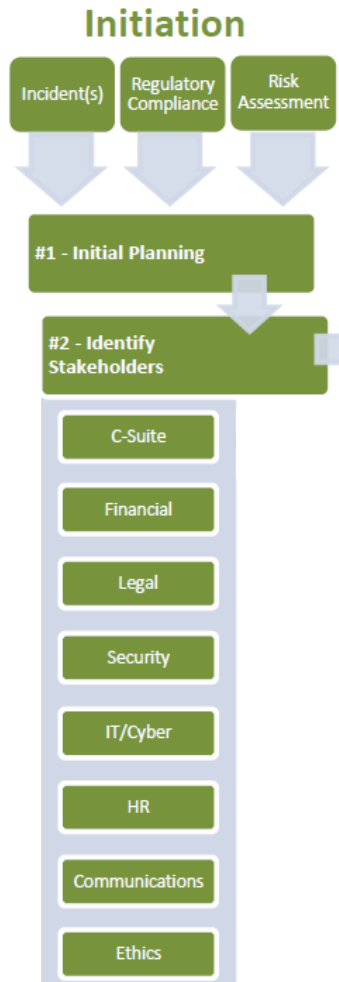 Initiation
Incident(s)
Regulatory
Compliance
Risk
Assessment
#1 - Initial Planning
#2 - Identify
Stakeholders
C-Suite
Financial
Legal
Security
IT/Cyber
HR
Communications
Ethics